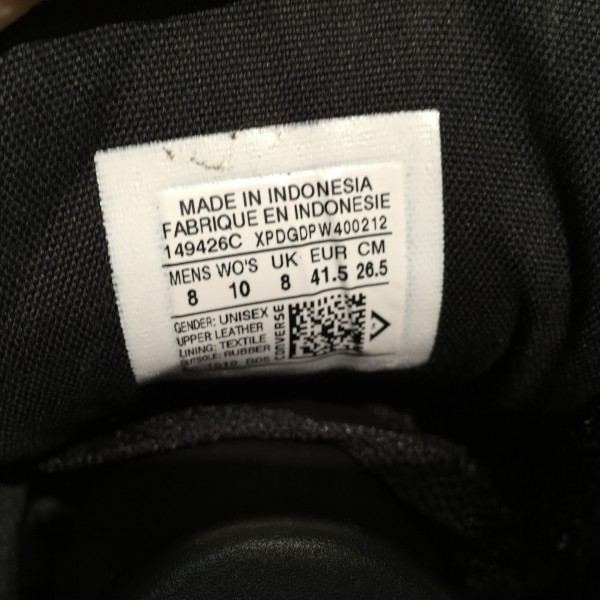 MADE IN INDONESIA
FABRIQUE EN INDONESIE
149426C XPDGDPW400212
MENS WO'S UK EUR CM
8 10 8 41.5 26.5
GENDER: UNISEX
UPPER LEATHER
LINING: TEXTILE
OUTSOLE: RUBBER
CONVERSE